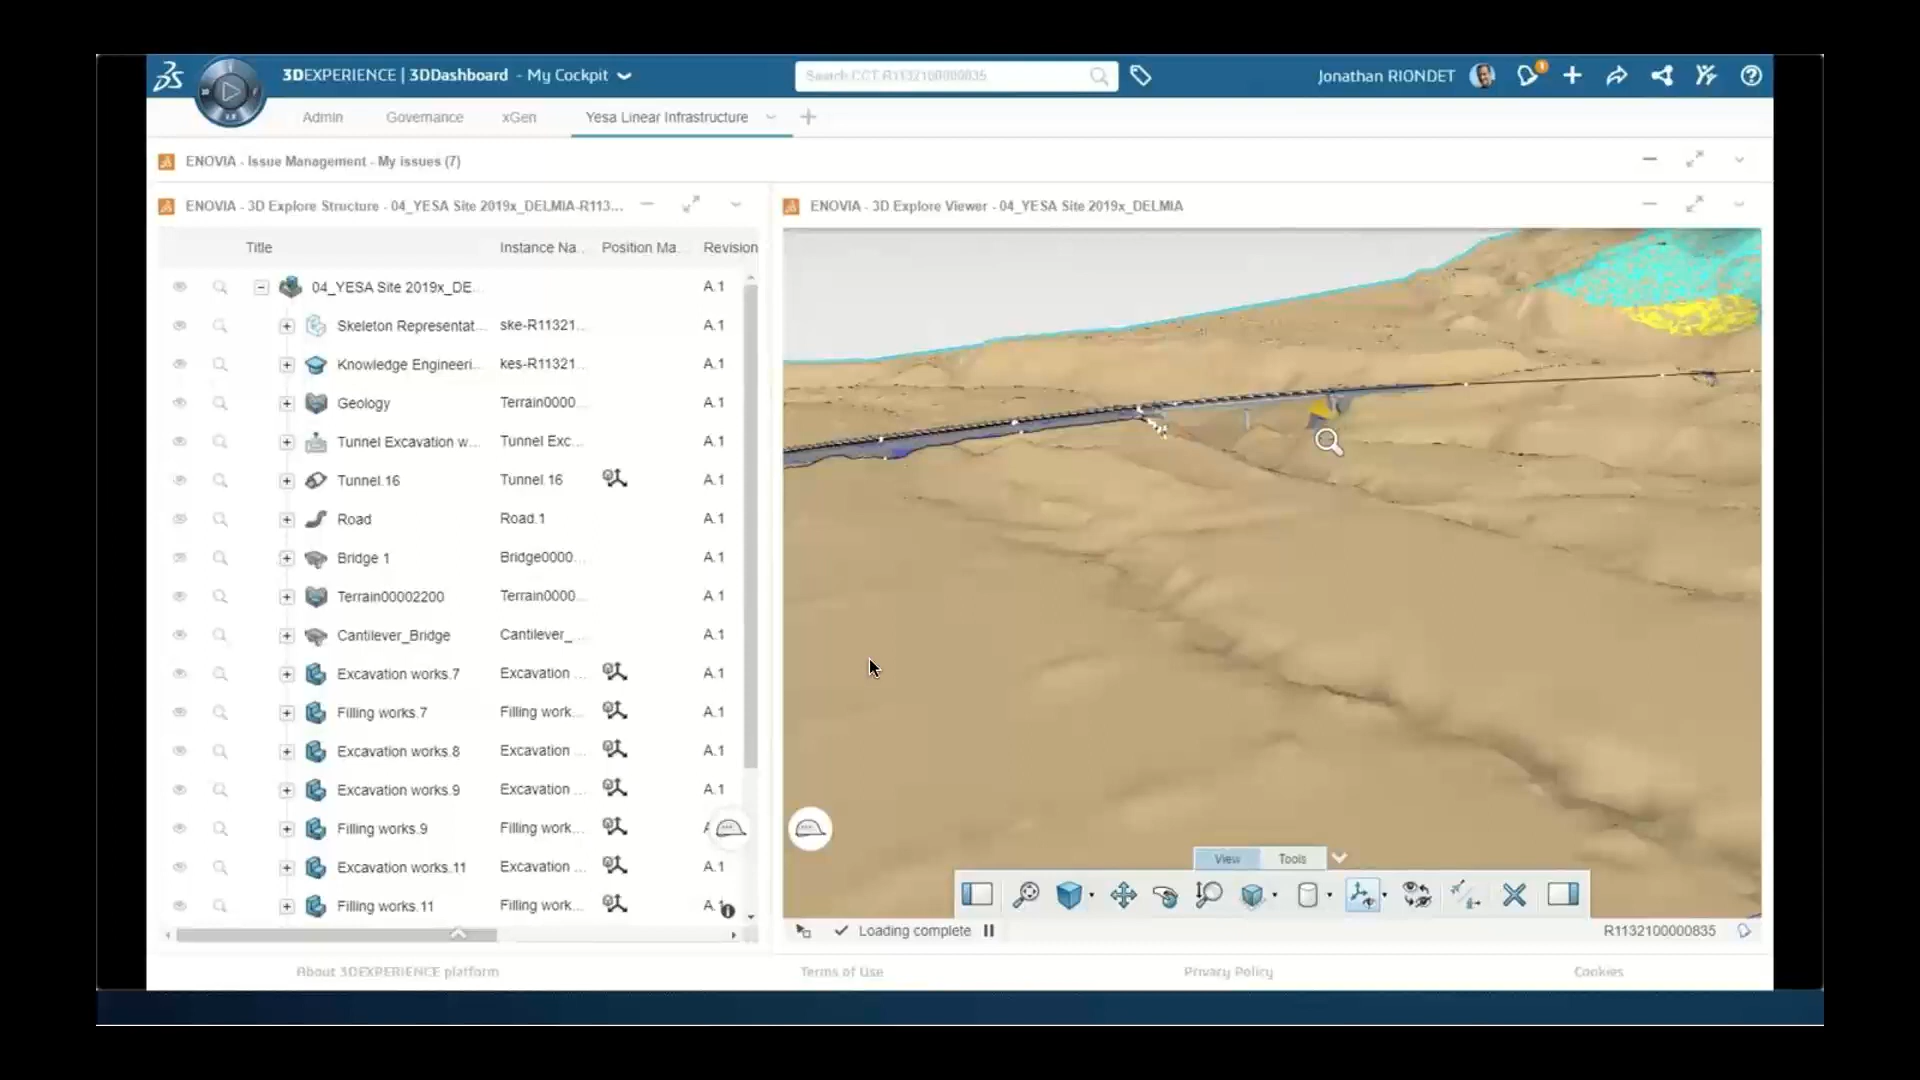 3DEXPERIENCE | 3DDashboard - My Cockpit
Search CCT R1132100000835
Jonathan RIONDET
1
Admin
Governance
xGen
Yesa Linear Infrastructure
ENOVIA - Issue Management - My issues (7)
ENOVIA - 3D Explore Structure - 04_YESA Site 2019x_DELMIA-R113...
ENOVIA - 3D Explore Viewer - 04_YESA Site 2019x_DELMIA
Title Instance Na... Position Ma... Revision
04_YESA Site 2019x_DE... A.1
Skeleton Representat... ske-R11321... A.1
Knowledge Engineeri... kes-R11321... A.1
Geology Terrain0000... A.1
Tunnel Excavation w... Tunnel Exc... A.1
Tunnel.16 Tunnel.16 A.1
Road Road.1 A.1
Bridge 1 Bridge0000... A.1
Terrain00002200 Terrain0000... A.1
Cantilever_Bridge Cantilever_... A.1
Excavation works.7 Excavation ... A.1
Filling works.7 Filling work... A.1
Excavation works.8 Excavation ... A.1
Excavation works.9 Excavation ... A.1
Filling works.9 Filling work...
Excavation works.11 Excavation ... A.1
Filling works.11 Filling work... A.1
View Tools
Loading complete
R1132100000835
About 3DEXPERIENCE platform
Terms of Use
Privacy Policy
Cookies